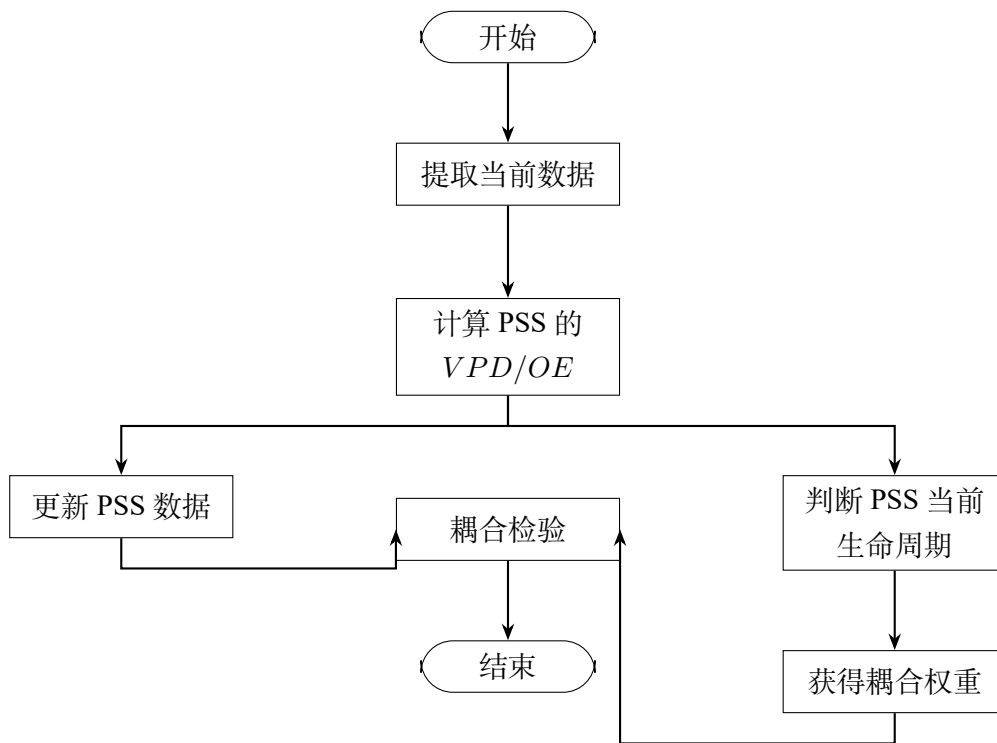 开始
提取当前数据
计算 PSS 的
VPD/OE
更新 PSS 数据
耦合检验
判断 PSS 当前
生命周期
结束
获得耦合权重